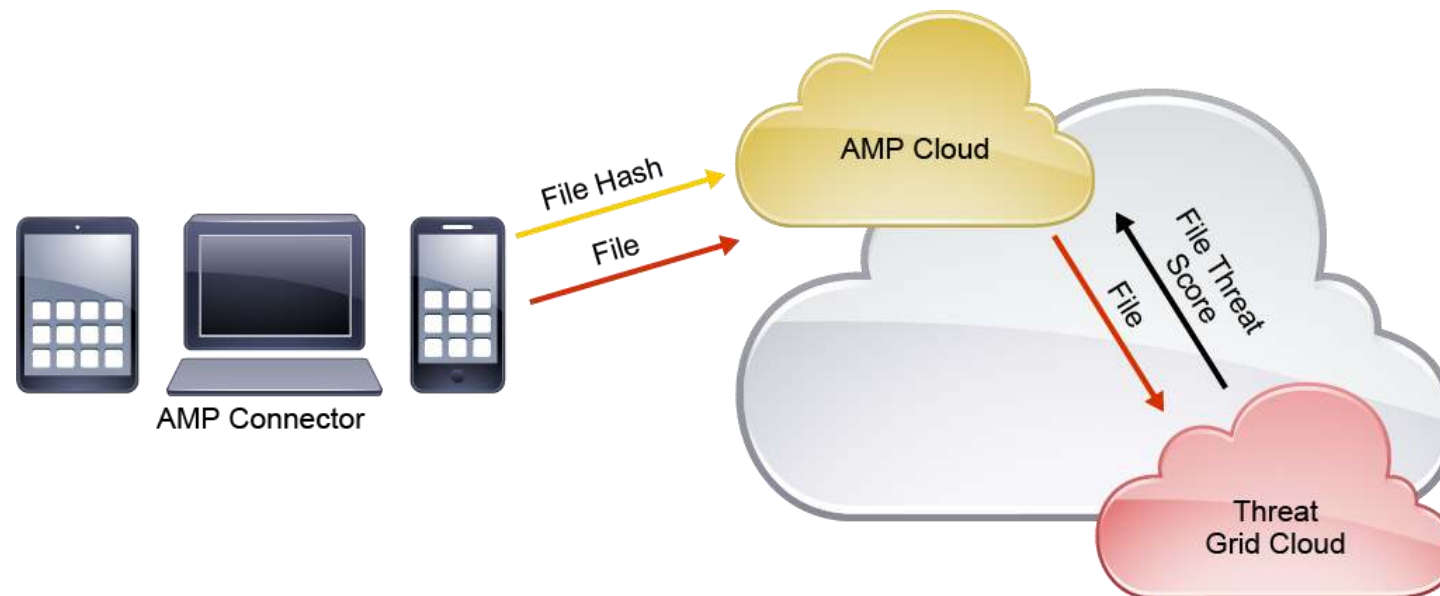 AMP Cloud
File Hash
File
File Threat
Score
File
AMP Connector
Threat
Grid Cloud